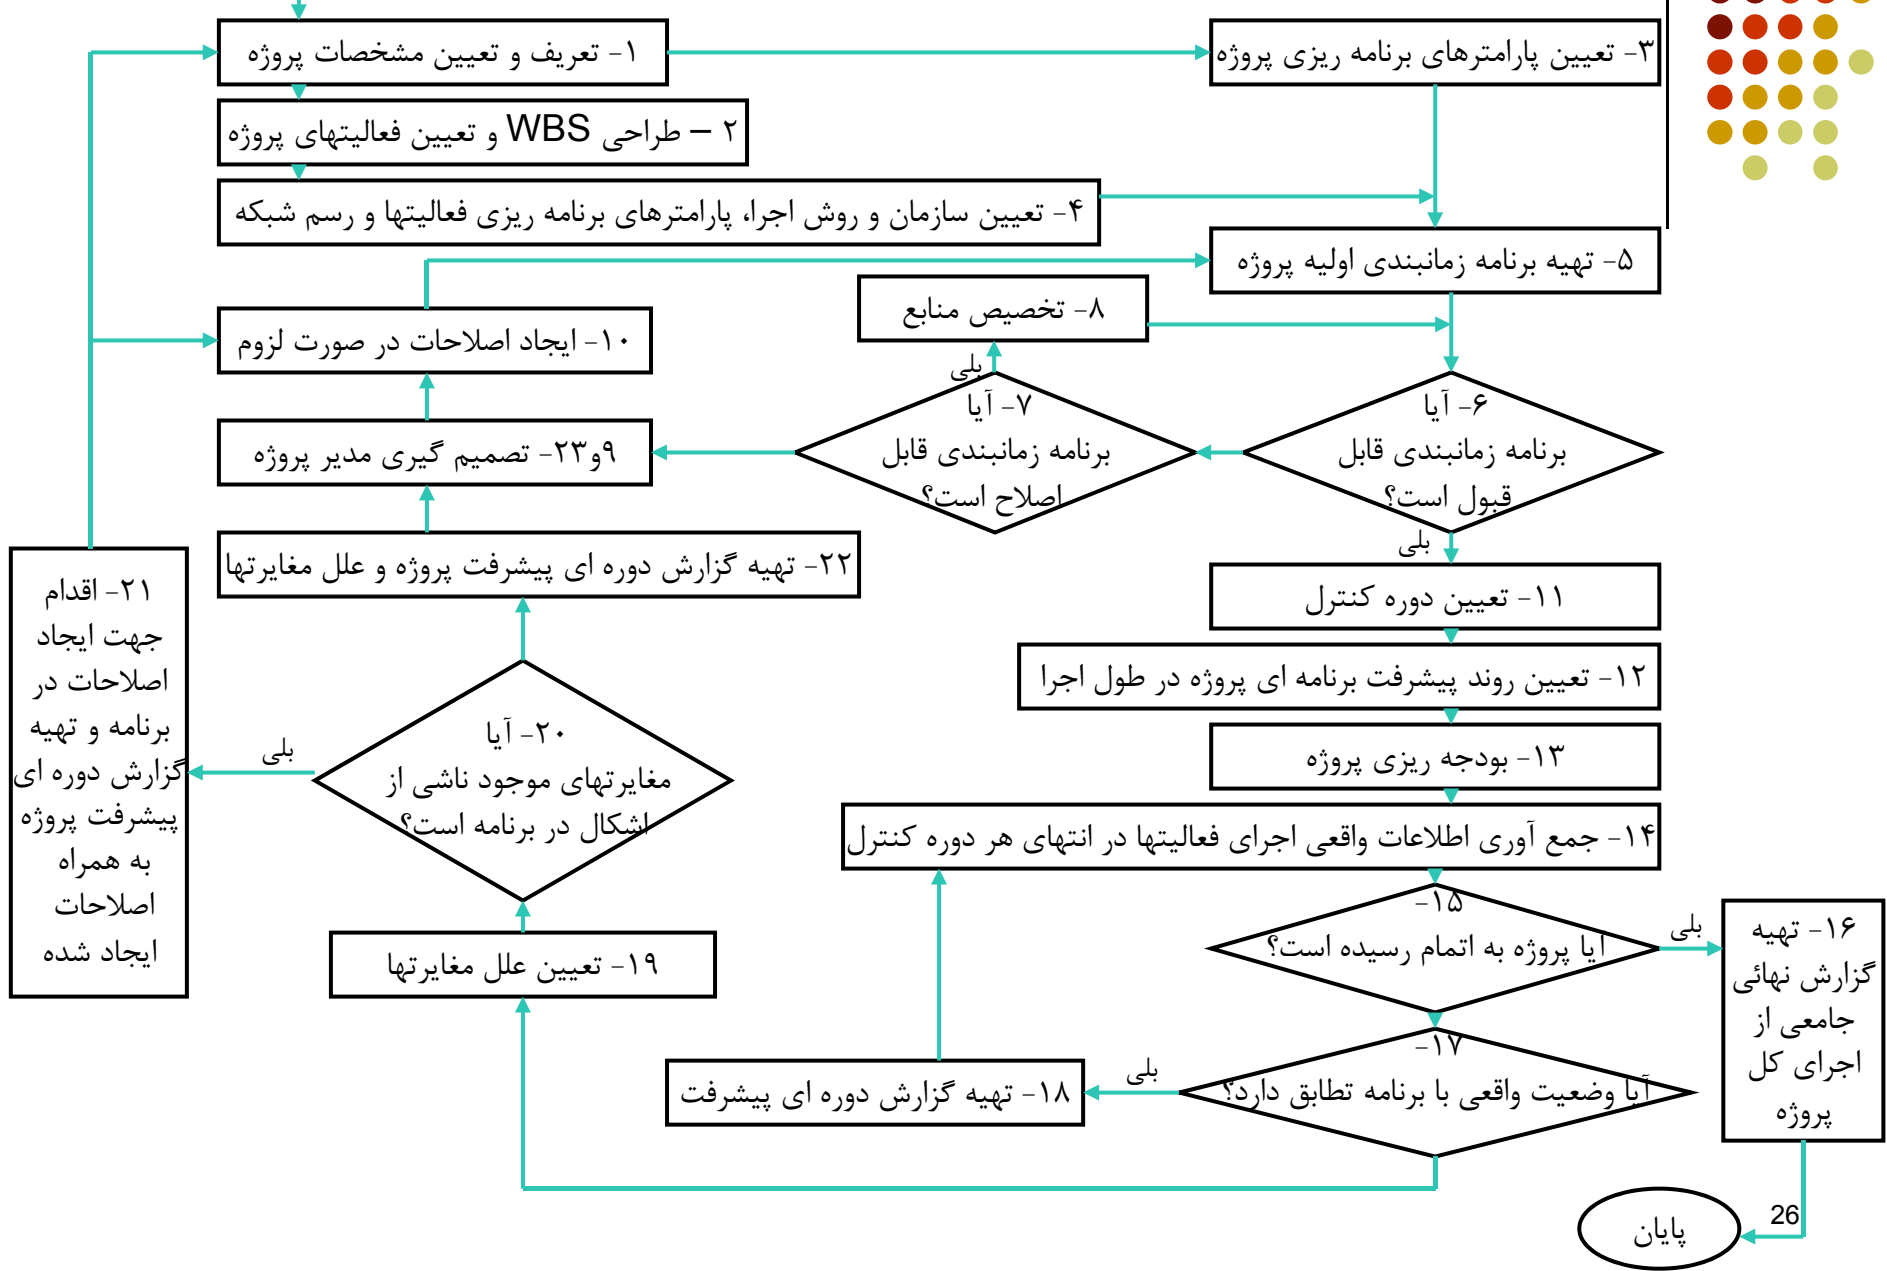 ۱- تعریف و تعیین مشخصات پروژه
۳- تعیین پارامترهای برنامه ریزی پروژه
۲ – طراحی WBS و تعیین فعالیتهای پروژه
۴- تعیین سازمان و روش اجرا، پارامترهای برنامه ریزی فعالیتها و رسم شبکه
۵- تهیه برنامه زمانبندی اولیه پروژه
۸- تخصیص منابع
۱۰- ایجاد اصلاحات در صورت لزوم
بلی
۶- آیا
برنامه زمانبندی قابل
قبول است؟
۷- آیا
برنامه زمانبندی قابل
اصلاح است؟
۹و۲۳- تصمیم گیری مدیر پروژه
بلی
۲۲- تهیه گزارش دوره ای پیشرفت پروژه و علل مغایرتها
۱۱- تعیین دوره کنترل
۱۲- تعیین روند پیشرفت برنامه ای پروژه در طول اجرا
۱۳- بودجه ریزی پروژه
۲۰- آیا
مغایرتهای موجود ناشی از
اشکال در برنامه است؟
بلی
۲۱- اقدام
جهت ایجاد
اصلاحات در
برنامه و تهیه
گزارش دوره ای
پیشرفت پروژه
به همراه
اصلاحات
ایجاد شده
۱۴- جمع آوری اطلاعات واقعی اجرای فعالیتها در انتهای هر دوره کنترل
۱۵-
آیا پروژه به اتمام رسیده است؟
بلی
۱۶- تهیه
گزارش نهائی
جامعی از
اجرای کل
پروژه
۱۹- تعیین علل مغایرتها
۱۷-
آیا وضعیت واقعی با برنامه تطابق دارد؟
بلی
۱۸- تهیه گزارش دوره ای پیشرفت
26
پایان